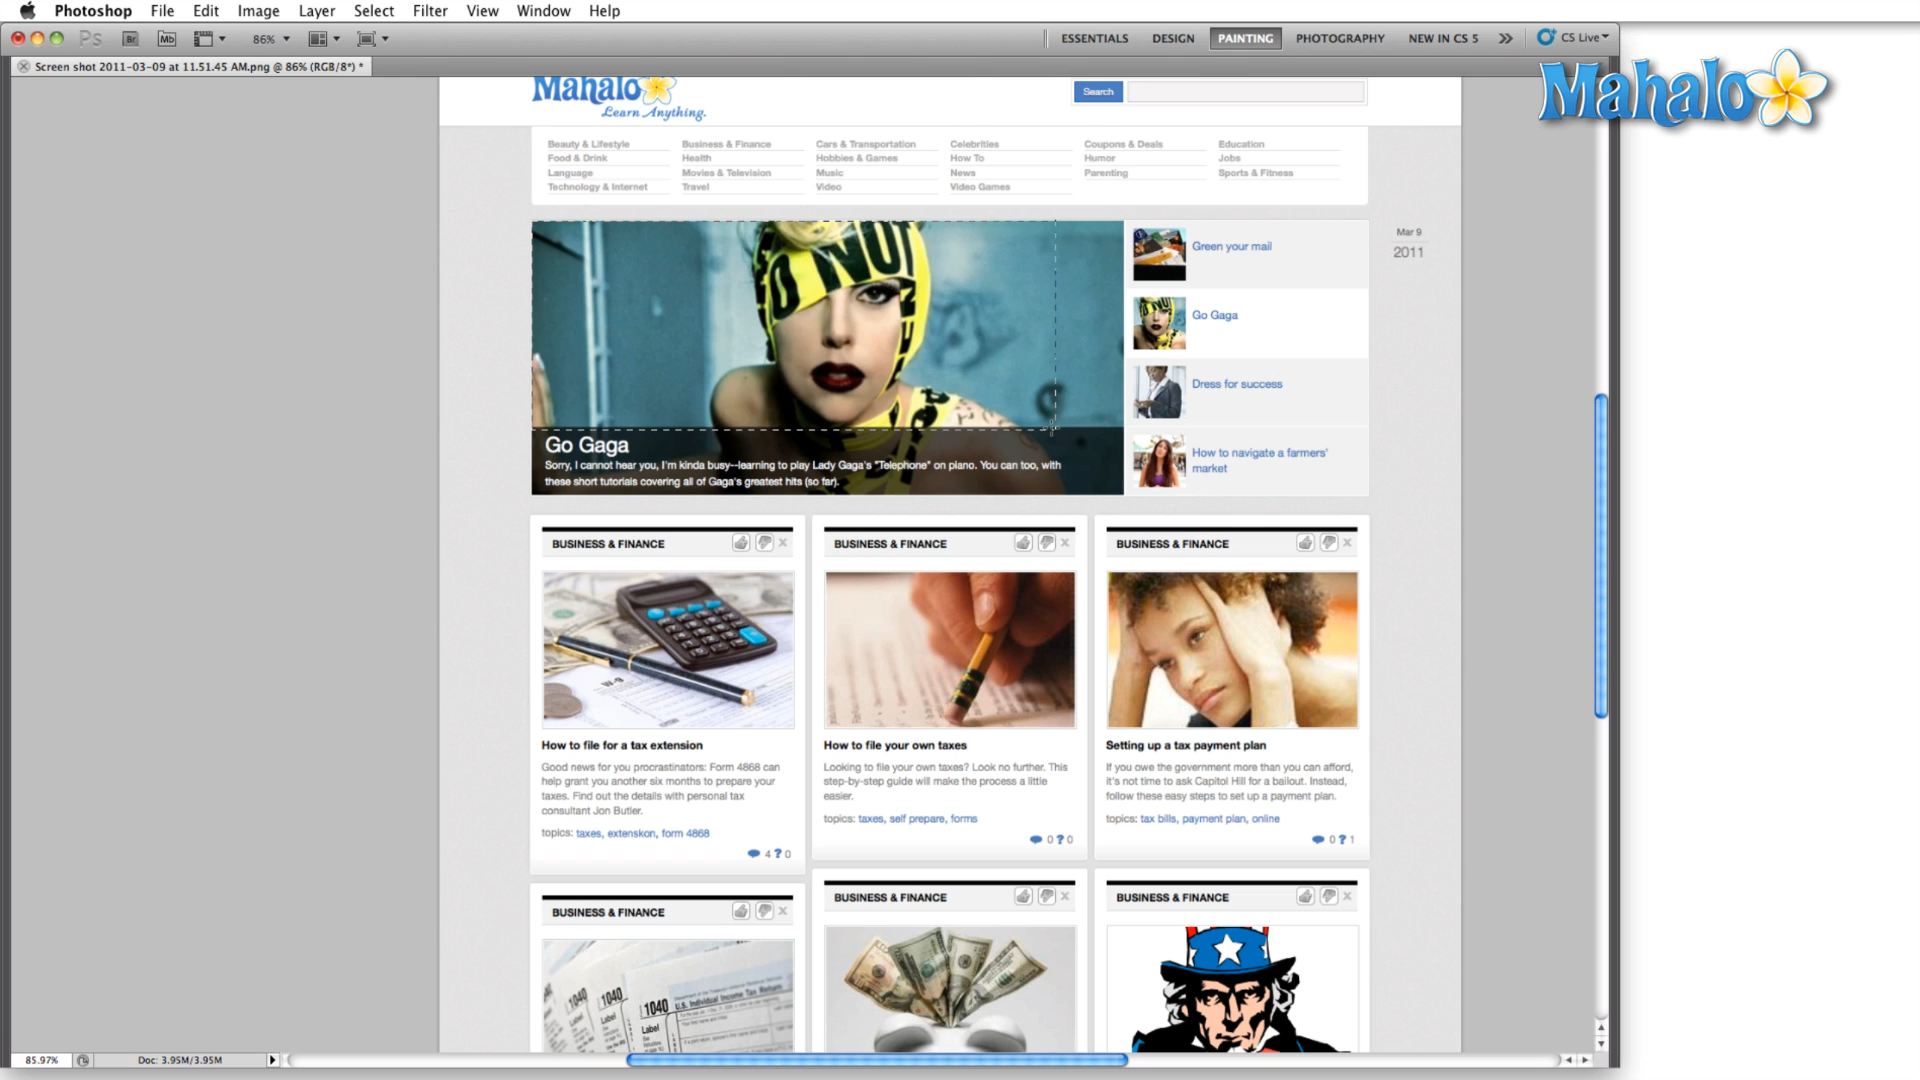 Photoshop File Edit Image Layer Select Filter View Window Help
Ps Br Mb 86% ESSENTIALS DESIGN PAINTING PHOTOGRAPHY NEW IN CS 5 CS Live
Screen shot 2011-03-09 at 11.51.45 AM.png @ 86% (RGB/8*) *
Mahalo
Mahalo
Learn Anything.
Search
Beauty & Lifestyle Business & Finance Cars & Transportation Celebrities Coupons & Deals Education
Food & Drink Health Hobbies & Games How To Humor Jobs
Language Movies & Television Music News Parenting Sports & Fitness
Technology & Internet Travel Video Video Games
O NOT
Green your mail
Mar 9
2011
Go Gaga
Dress for success
How to navigate a farmers'
market
Go Gaga
Sorry, I cannot hear you, I'm kinda busy--learning to play Lady Gaga's "Telephone" on piano. You can too, with
these short tutorials covering all of Gaga's greatest hits (so far).
BUSINESS & FINANCE
BUSINESS & FINANCE
BUSINESS & FINANCE
W-9
How to file for a tax extension
Good news for you procrastinators: Form 4868 can
help grant you another six months to prepare your
taxes. Find out the details with personal tax
consultant Jon Butler.
topics: taxes, extenskon, form 4868
4 ? 0
How to file your own taxes
Looking to file your own taxes? Look no further. This
step-by-step guide will make the process a little
easier.
topics: taxes, self prepare, forms
0 ? 0
Setting up a tax payment plan
If you owe the government more than you can afford,
it's not time to ask Capitol Hill for a bailout. Instead,
follow these easy steps to set up a payment plan.
topics: tax bills, payment plan, online
0 ? 1
BUSINESS & FINANCE
BUSINESS & FINANCE
BUSINESS & FINANCE
1040 1040 1040 U.S. Individual Income Tax Return
Label Label Label
85.97% Doc: 3.95M/3.95M